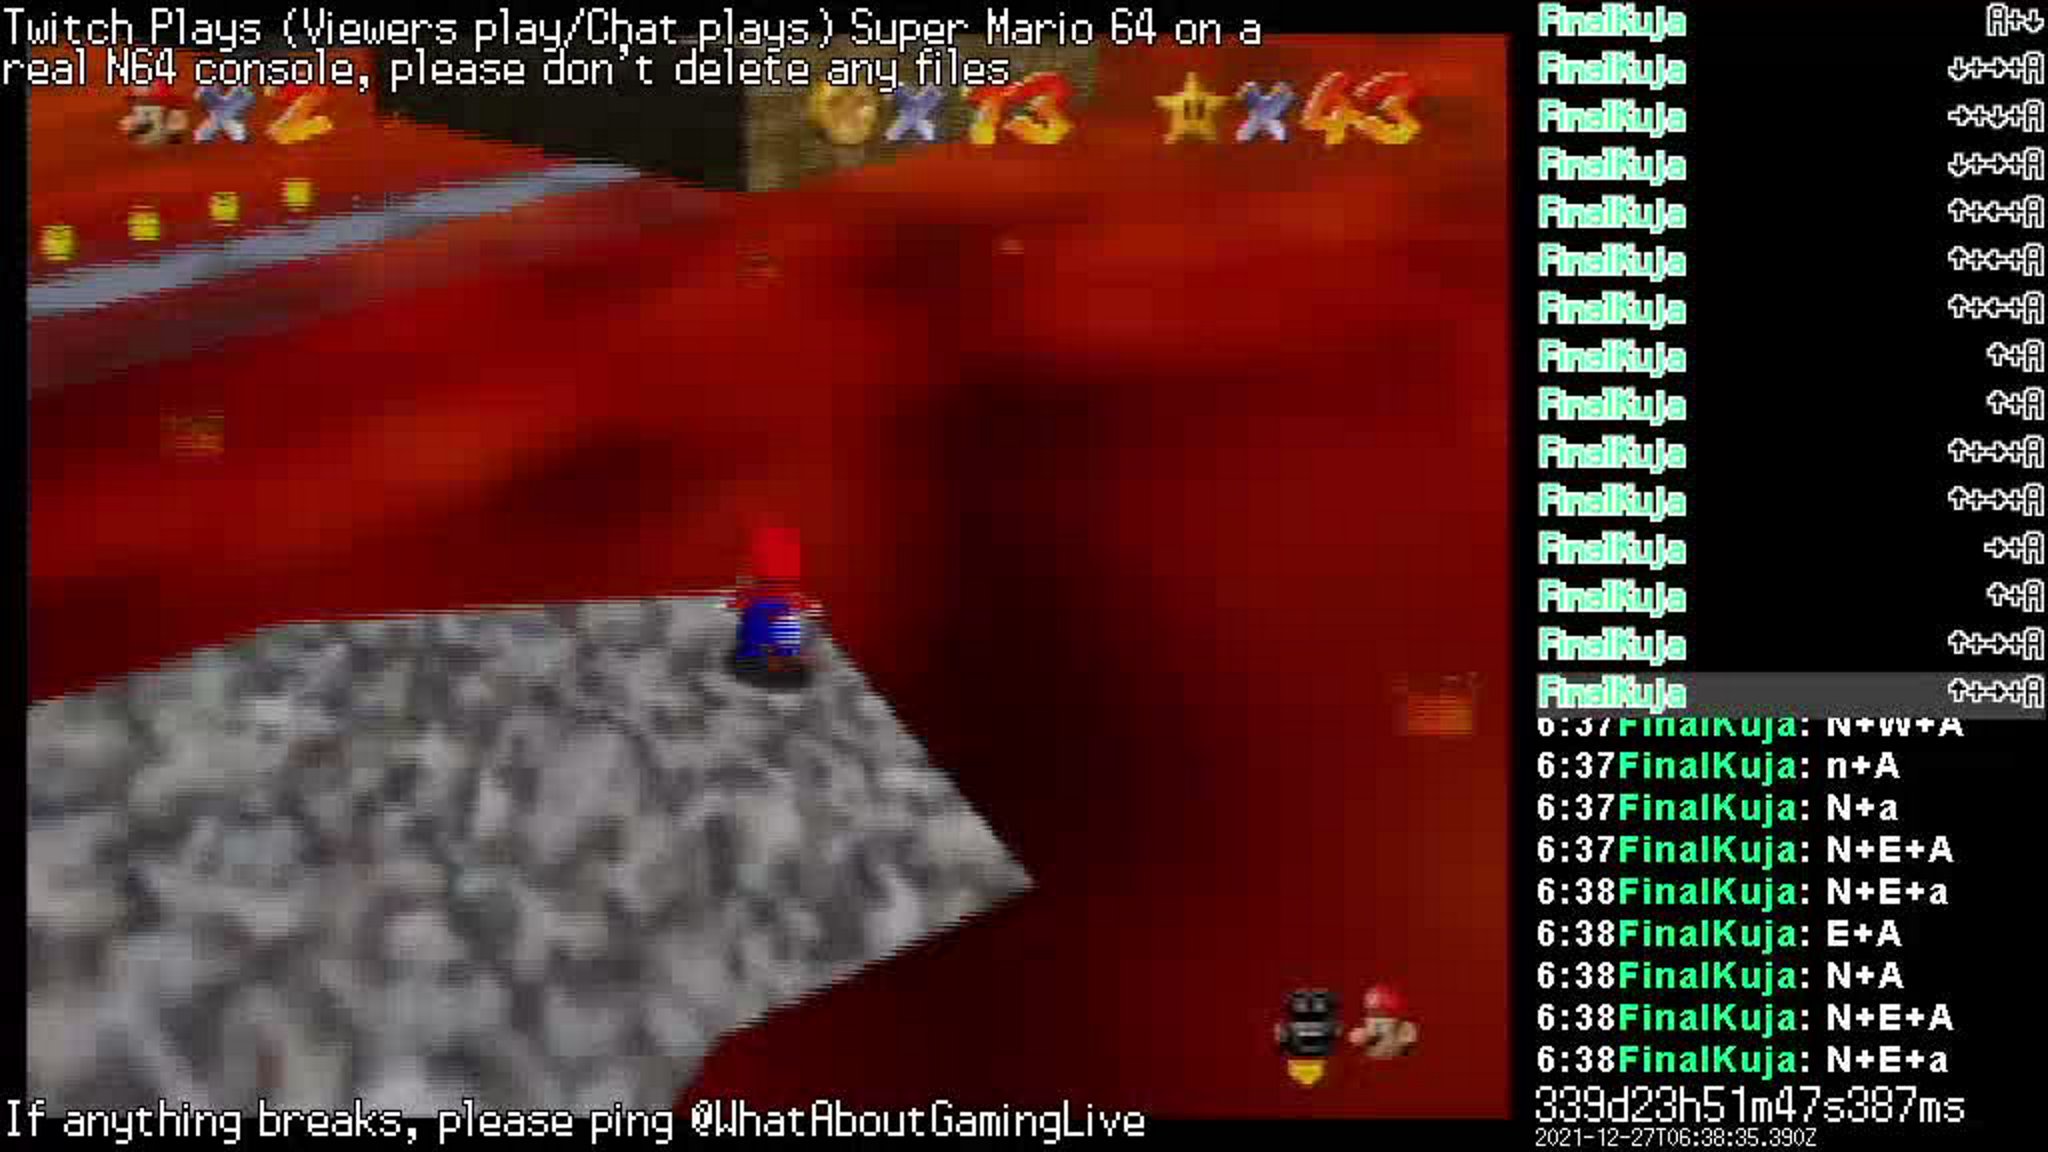 Twitch Plays (Viewers play/Chat plays) Super Mario 64 on a
real N64 console, please don't delete any files
x 2
x 73
x 43
FinalKuja A+↓
FinalKuja ↓+→+A
FinalKuja →+↓+A
FinalKuja ↓+→+A
FinalKuja ↑+←+A
FinalKuja ↑+←+A
FinalKuja ↑+←+A
FinalKuja ↑+A
FinalKuja ↑+A
FinalKuja ↑+→+A
FinalKuja ↑+→+A
FinalKuja →+A
FinalKuja ↑+A
FinalKuja ↑+→+A
FinalKuja ↑+→+A
6:37FinalKuja: N+W+A
6:37FinalKuja: n+A
6:37FinalKuja: N+a
6:37FinalKuja: N+E+A
6:38FinalKuja: N+E+a
6:38FinalKuja: E+A
6:38FinalKuja: N+A
6:38FinalKuja: N+E+A
6:38FinalKuja: N+E+a
If anything breaks, please ping @WhatAboutGamingLive
339d23h51m47s387ms
2021-12-27T06:38:35.390Z